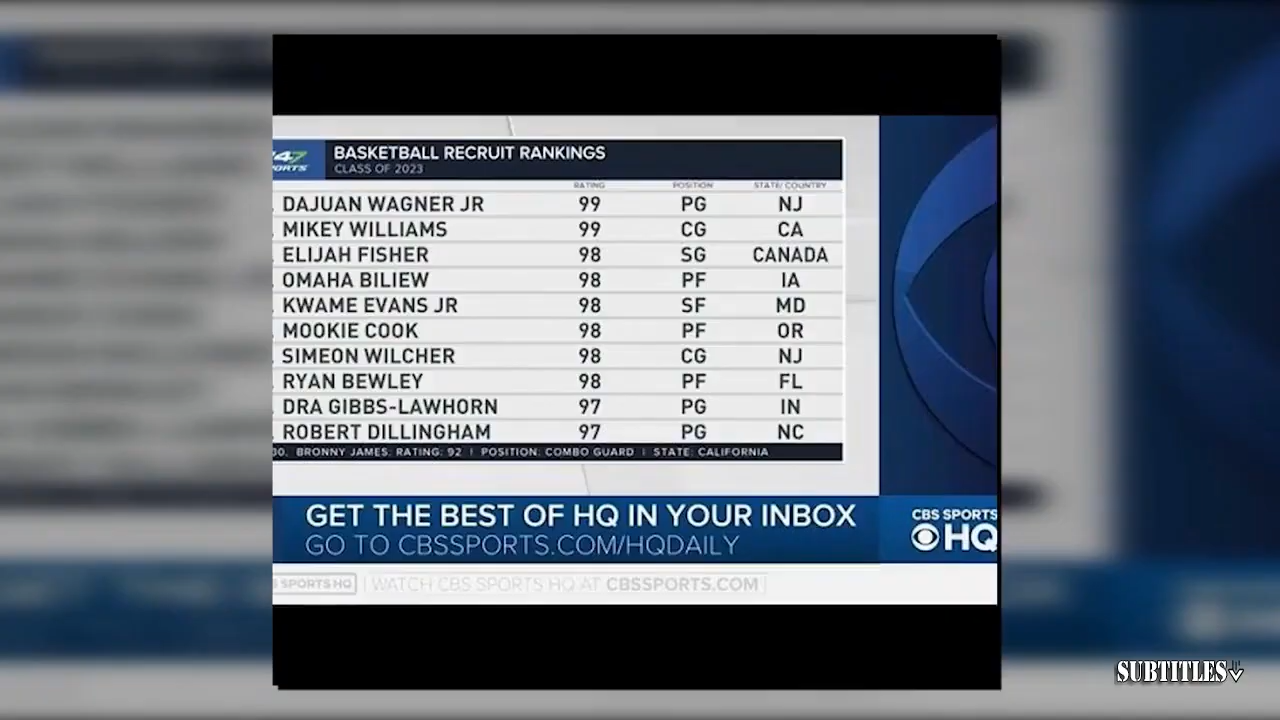 47 BASKETBALL RECRUIT RANKINGS
ORTS CLASS OF 2023
RATING POSITION STATE/ COUNTRY
. DAJUAN WAGNER JR 99 PG NJ
. MIKEY WILLIAMS 99 CG CA
. ELIJAH FISHER 98 SG CANADA
. OMAHA BILIEW 98 PF IA
. KWAME EVANS JR 98 SF MD
. MOOKIE COOK 98 PF OR
. SIMEON WILCHER 98 CG NJ
. RYAN BEWLEY 98 PF FL
. DRA GIBBS-LAWHORN 97 PG IN
. ROBERT DILLINGHAM 97 PG NC
30. BRONNY JAMES: RATING: 92 | POSITION: COMBO GUARD | STATE: CALIFORNIA
GET THE BEST OF HQ IN YOUR INBOX
GO TO CBSSPORTS.COM/HQDAILY
CBS SPORTS
HQ
S SPORTS HQ WATCH CBS SPORTS HQ AT CBSSPORTS.COM
SUBTITLES